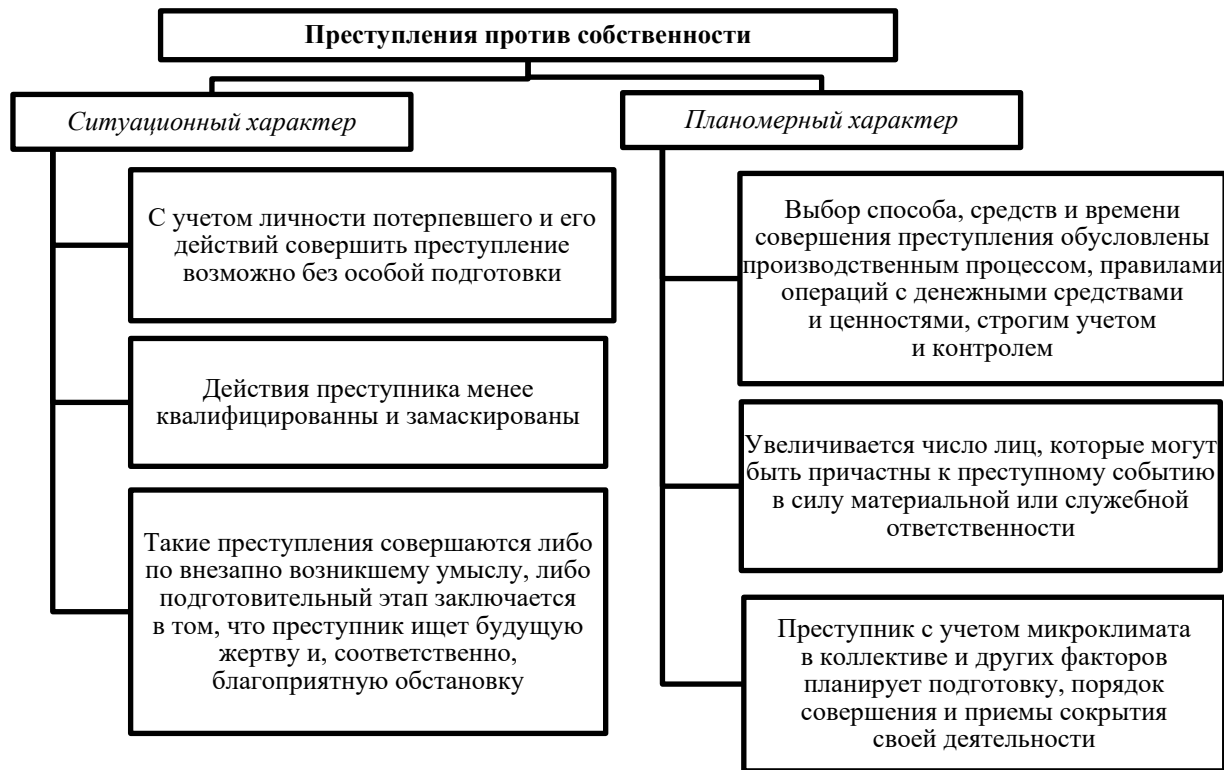 Преступления против собственности
Ситуационный характер
С учетом личности потерпевшего и его
действий совершить преступление
возможно без особой подготовки
Действия преступника менее
квалифицированны и замаскированы
Такие преступления совершаются либо
по внезапно возникшему умыслу, либо
подготовительный этап заключается
в том, что преступник ищет будущую
жертву и, соответственно,
благоприятную обстановку
Планомерный характер
Выбор способа, средств и времени
совершения преступления обусловлены
производственным процессом, правилами
операций с денежными средствами
и ценностями, строгим учетом
и контролем
Увеличивается число лиц, которые могут
быть причастны к преступному событию
в силу материальной или служебной
ответственности
Преступник с учетом микроклимата
в коллективе и других факторов
планирует подготовку, порядок
совершения и приемы сокрытия
своей деятельности